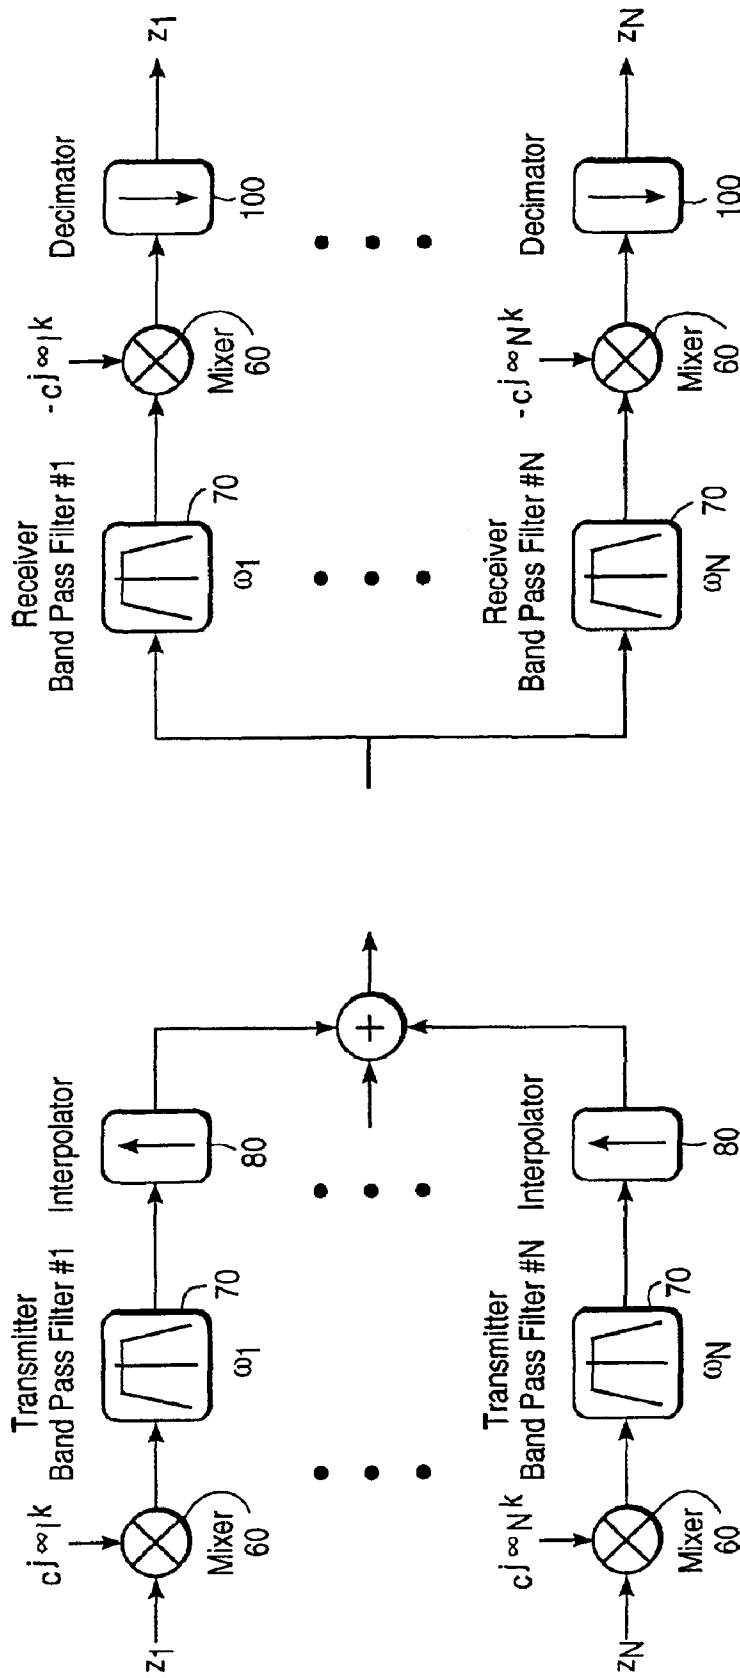 Transmitter
Band Pass Filter #1
Interpolator
cj∞1k
z1
Mixer
60
70
ω1
80
Transmitter
Band Pass Filter #N
Interpolator
cj∞Nk
zN
Mixer
60
70
ωN
80
+
Receiver
Band Pass Filter #1
-cj∞1k
Decimator
70
ω1
Mixer
60
100
z1
Receiver
Band Pass Filter #N
-cj∞Nk
Decimator
70
ωN
Mixer
60
100
zN